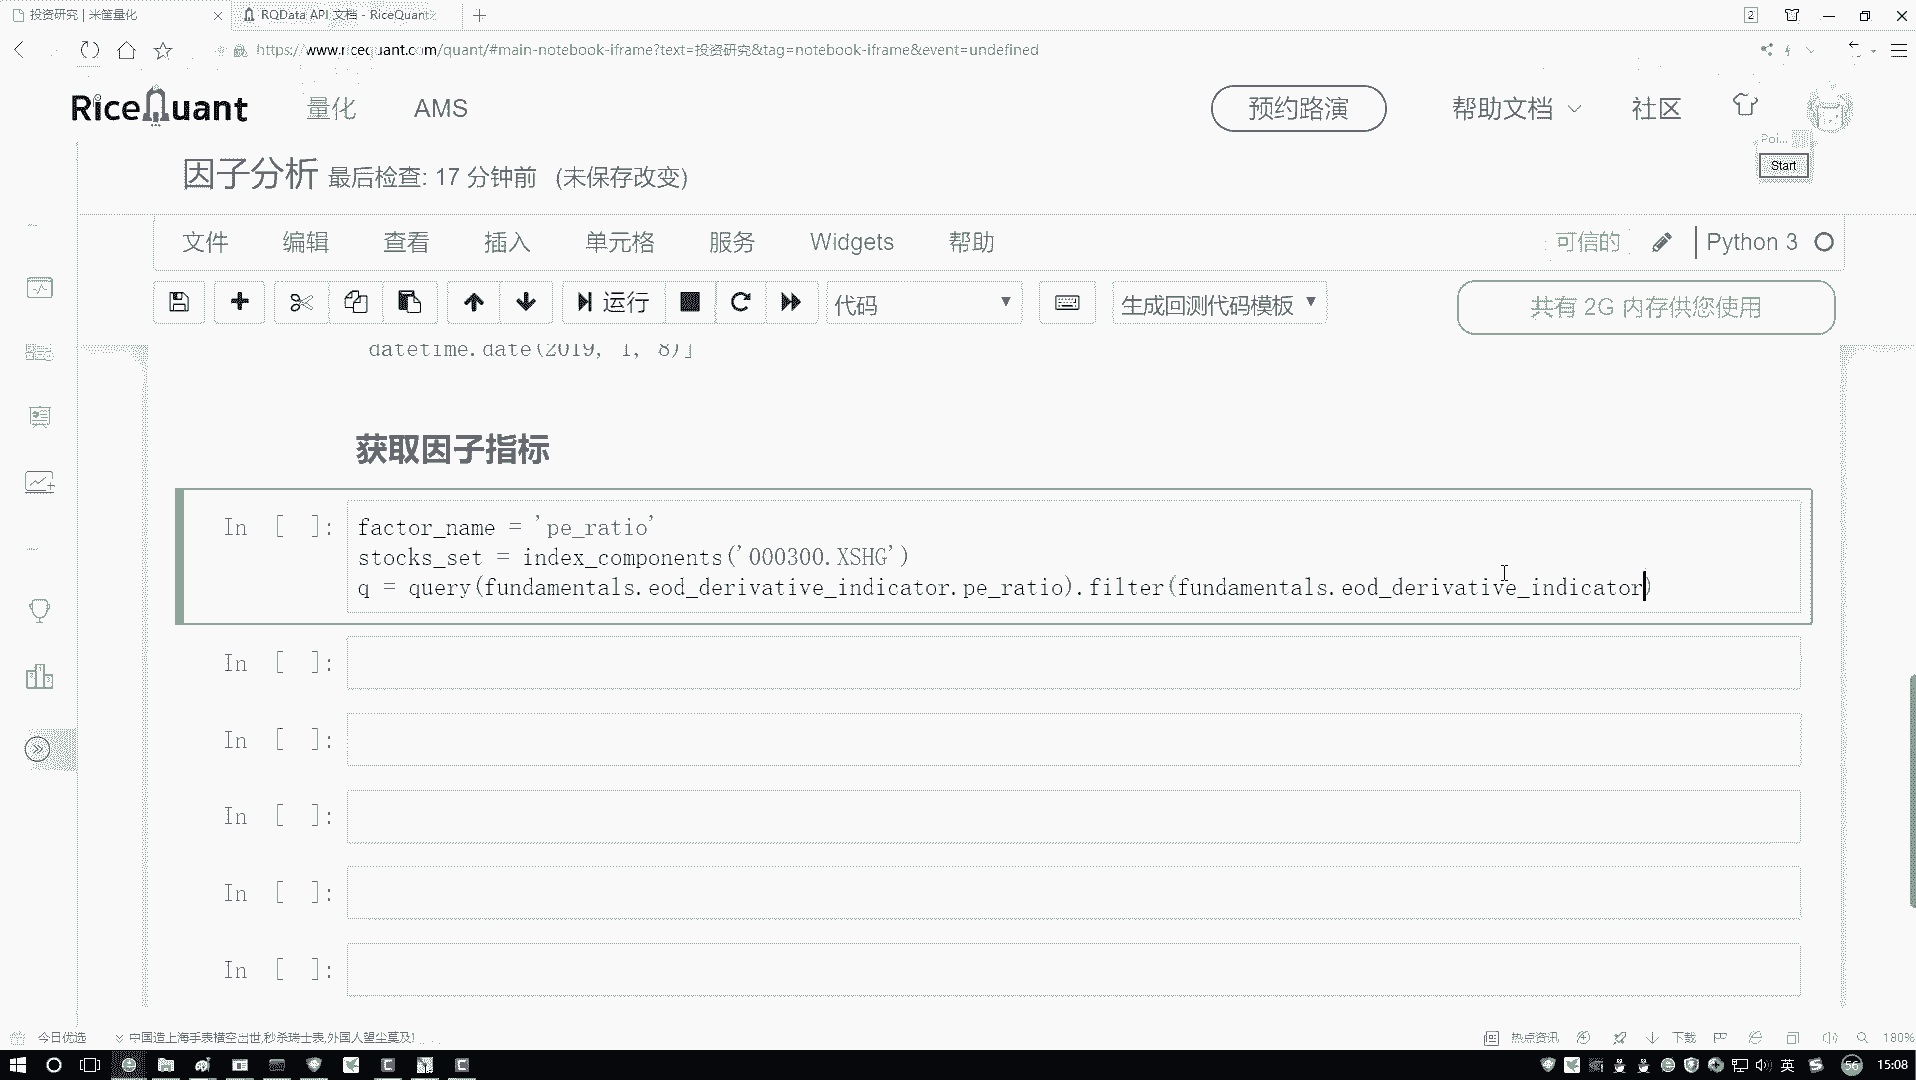 投资研究 | 米筐量化
RQData API 文档 - RiceQuant
2
https://www.ricequant.com/quant/#main-notebook-iframe?text=投资研究&tag=notebook-iframe&event=undefined
RiceQuant 量化 AMS 预约路演 帮助文档 社区
Poi...
Start
因子分析 最后检查: 17 分钟前 (未保存改变)
文件 编辑 查看 插入 单元格 服务 Widgets 帮助 可信的 Python 3
运行 代码 生成回测代码模板 共有 2G 内存供您使用
datetime.date(2019, 1, 8)]
获取因子指标
In [ ]: factor_name = 'pe_ratio'
stocks_set = index_components('000300.XSHG')
q = query(fundamentals.eod_derivative_indicator.pe_ratio).filter(fundamentals.eod_derivative_indicator)
In [ ]:
In [ ]:
In [ ]:
In [ ]:
In [ ]:
今日优选 中国造上海手表横空出世,秒杀瑞士表,外国人望尘莫及! 热点资讯 下载 180%
英 56 15:08